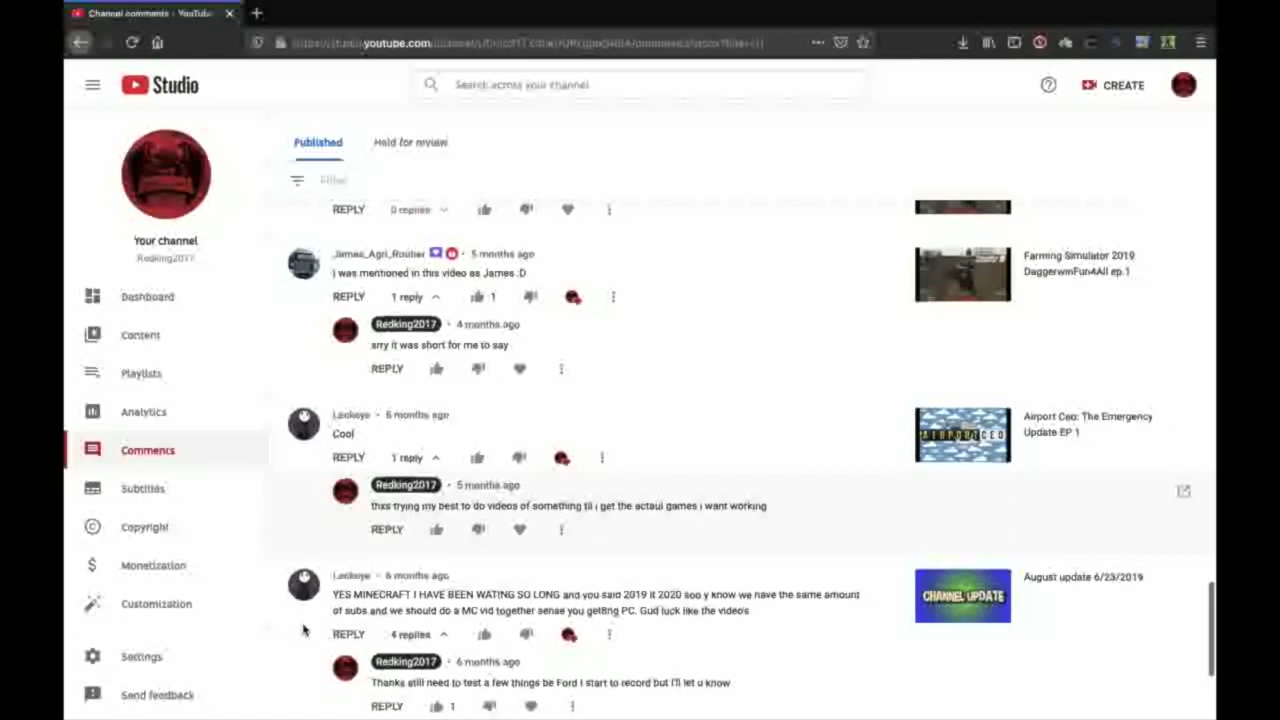 Channel comments - YouTube
youtube.com
Studio
Search across your channel
CREATE
Your channel
Redking2017
Dashboard
Content
Playlists
Analytics
Comments
Subtitles
Copyright
Monetization
Customization
Settings
Send feedback
Published
Held for review
Filter
REPLY 0 replies
James_Agri_Routier • 5 months ago
i was mentioned in this video as James :D
REPLY 1 reply 1
Farming Simulator 2019
DaggerwinFun4All ep.1
Redking2017 • 4 months ago
srry it was short for me to say
REPLY
Leckeye • 5 months ago
Cool
REPLY 1 reply
AIRPORT CEO
Airport Ceo: The Emergency
Update EP 1
Redking2017 • 5 months ago
thxs trying my best to do videos of something til i get the actaul games i want working
REPLY
Leckeye • 6 months ago
YES MINECRAFT I HAVE BEEN WATING SO LONG and you said 2019 it 2020 soo y know we have the same amount
of subs and we should do a MC vid together sense you get8ng PC. Gud luck like the video's
REPLY 4 replies
CHANNEL UPDATE
August update 6/23/2019
Redking2017 • 6 months ago
Thanks still need to test a few things be Ford I start to record but I'll let u know
REPLY 1